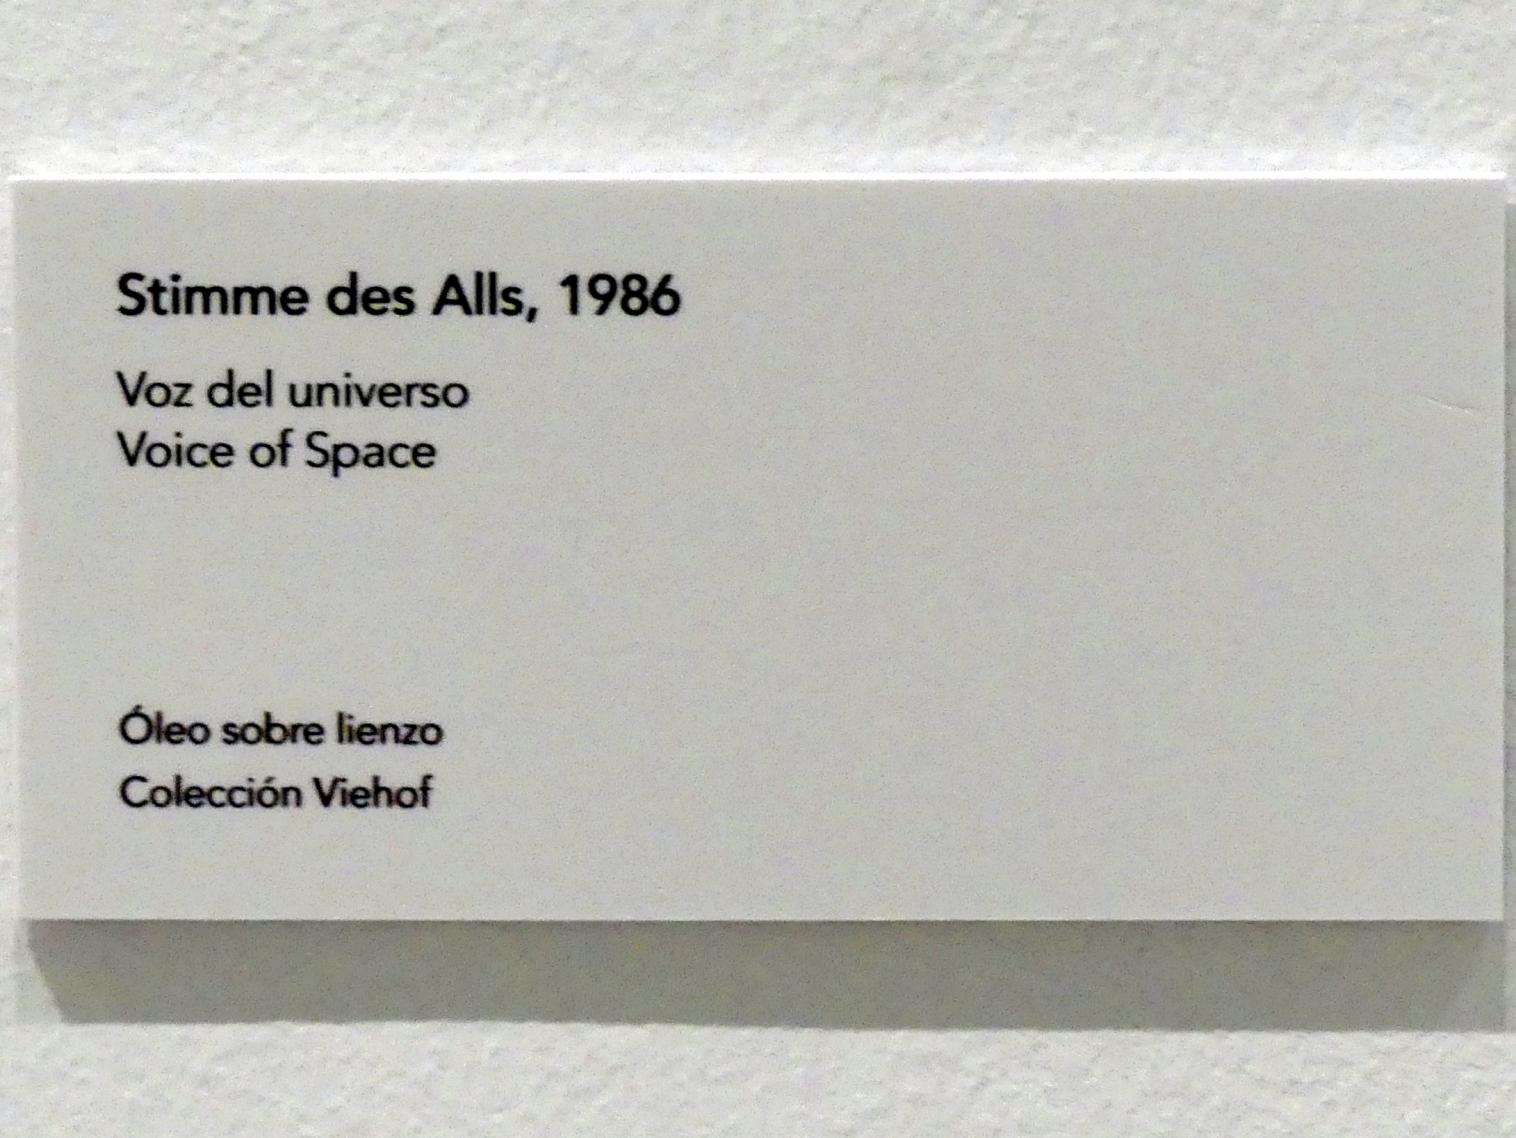 Stimme des Alls, 1986
Voz del universo
Voice of Space
Óleo sobre lienzo
Colección Viehof